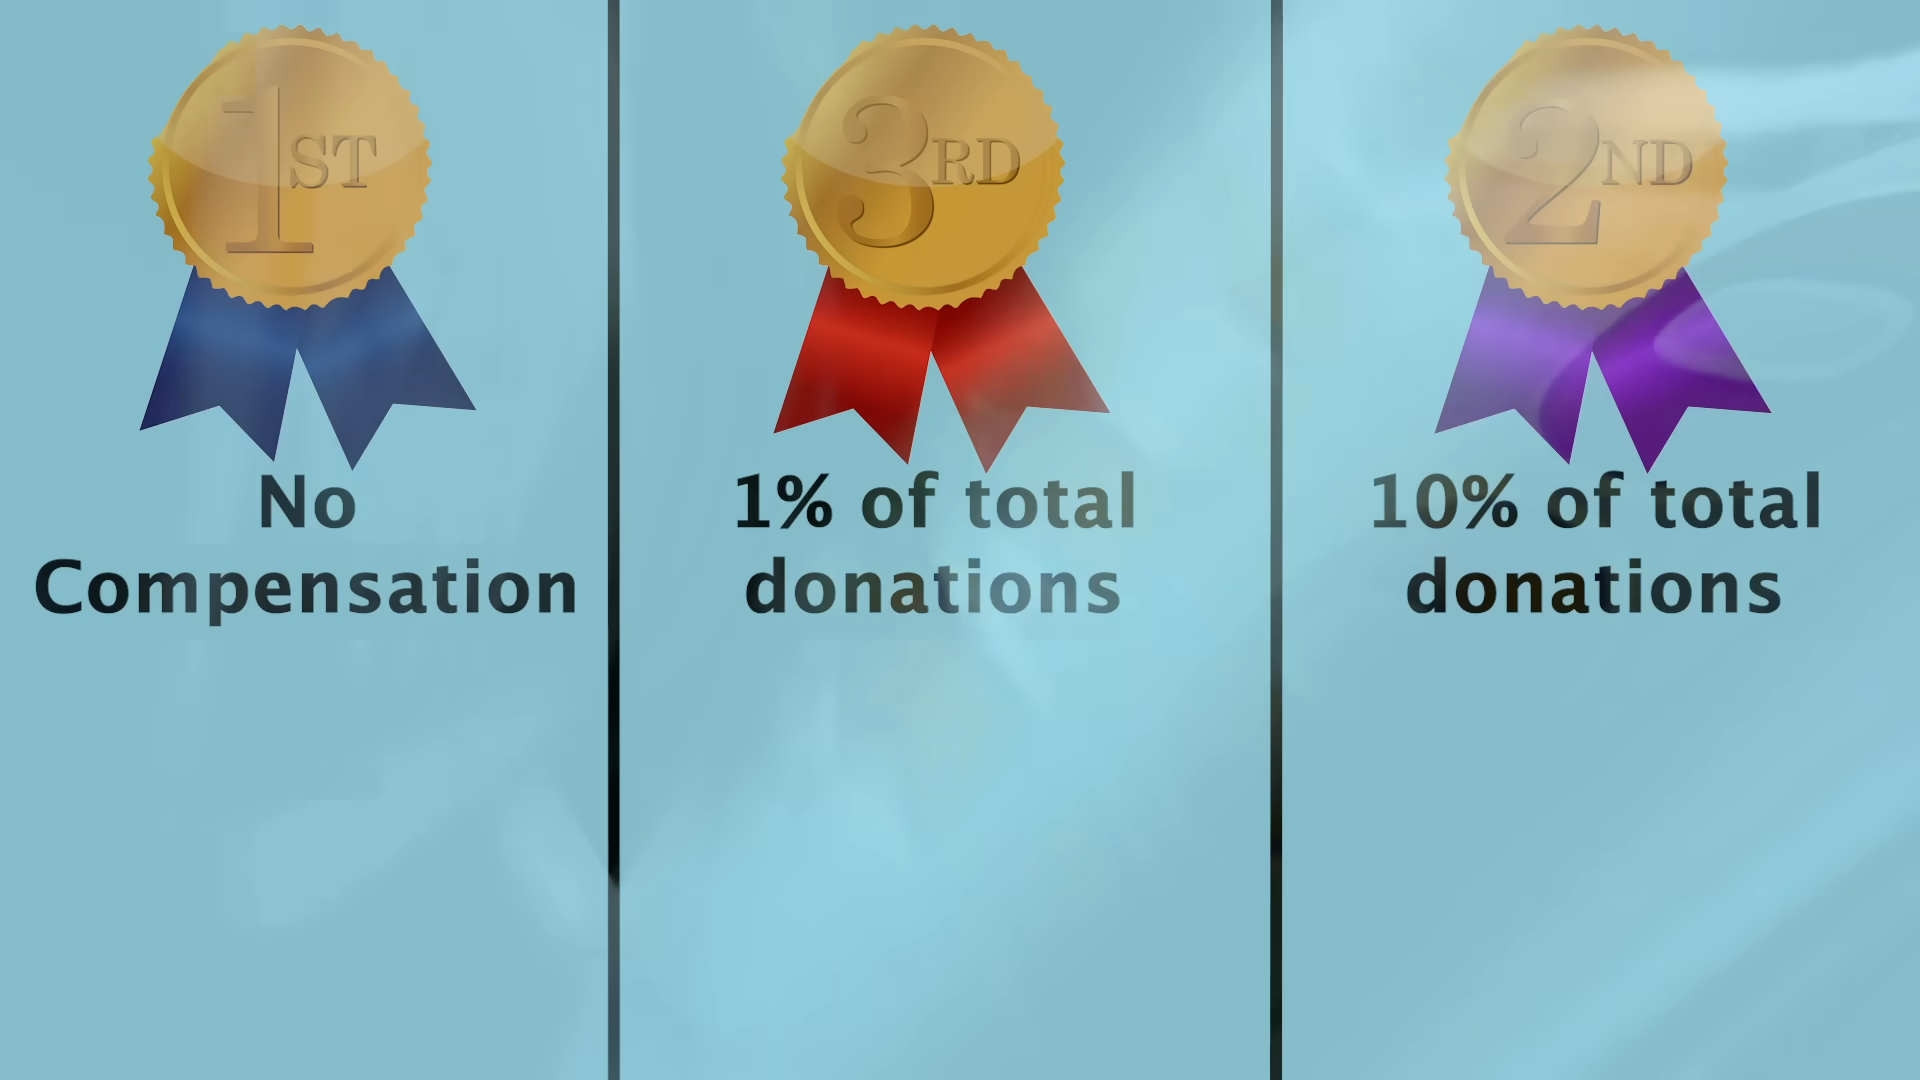 1ST
No
Compensation
3RD
1% of total
donations
2ND
10% of total
donations